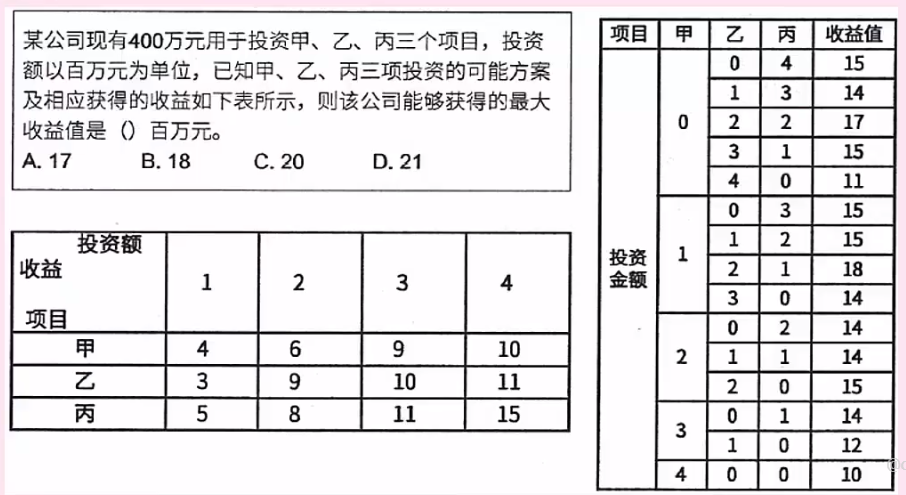 某公司现有400万元用于投资甲、乙、丙三个项目，投资
额以百万元为单位，已知甲、乙、丙三项投资的可能方案
及相应获得的收益如下表所示，则该公司能够获得的最大
收益值是（）百万元。
A. 17 B. 18 C. 20 D. 21
投资额
收益
项目
1 2 3 4
甲 4 6 9 10
乙 3 9 10 11
丙 5 8 11 15
项目 甲 乙 丙 收益值
投资
金额
0
0 4 15
1 3 14
2 2 17
3 1 15
4 0 11
1
0 3 15
1 2 15
2 1 18
3 0 14
2
0 2 14
1 1 14
2 0 15
3
0 1 14
1 0 12
4 0 0 10